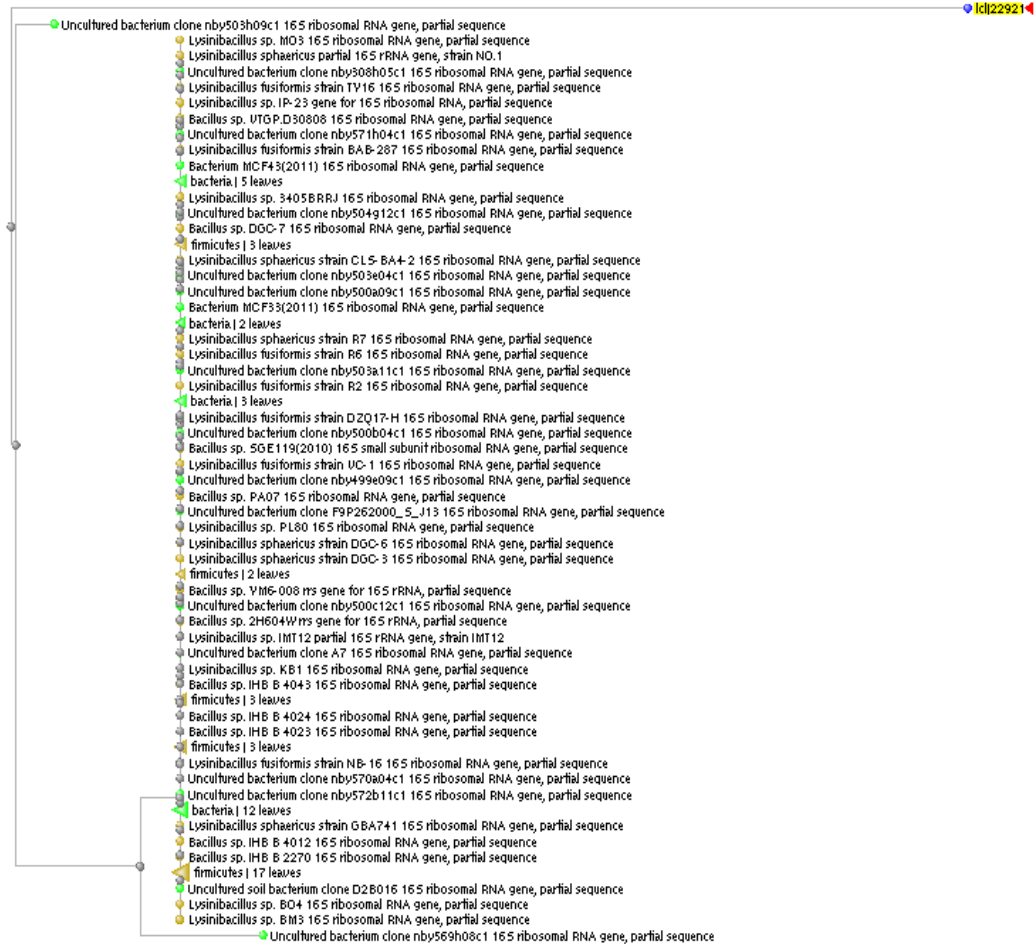 lcl|22921
Uncultured bacterium clone nby503h09c1 16S ribosomal RNA gene, partial sequence
Lysinibacillus sp. MO3 16S ribosomal RNA gene, partial sequence
Lysinibacillus sphaericus partial 16S rRNA gene, strain NO.1
Uncultured bacterium clone nby308h05c1 16S ribosomal RNA gene, partial sequence
Lysinibacillus fusiformis strain TY16 16S ribosomal RNA gene, partial sequence
Lysinibacillus sp. IP-23 gene for 16S ribosomal RNA, partial sequence
Bacillus sp. VTGP.D30808 16S ribosomal RNA gene, partial sequence
Uncultured bacterium clone nby571h04c1 16S ribosomal RNA gene, partial sequence
Lysinibacillus fusiformis strain BAB-287 16S ribosomal RNA gene, partial sequence
Bacterium MCF43(2011) 16S ribosomal RNA gene, partial sequence
bacteria | 5 leaves
Lysinibacillus sp. 3405BRRJ 16S ribosomal RNA gene, partial sequence
Uncultured bacterium clone nby504g12c1 16S ribosomal RNA gene, partial sequence
Bacillus sp. DGC-7 16S ribosomal RNA gene, partial sequence
firmicutes | 3 leaves
Lysinibacillus sphaericus strain CLS-BA4-2 16S ribosomal RNA gene, partial sequence
Uncultured bacterium clone nby503e04c1 16S ribosomal RNA gene, partial sequence
Uncultured bacterium clone nby500a09c1 16S ribosomal RNA gene, partial sequence
Bacterium MCF33(2011) 16S ribosomal RNA gene, partial sequence
bacteria | 2 leaves
Lysinibacillus sphaericus strain R7 16S ribosomal RNA gene, partial sequence
Lysinibacillus fusiformis strain R6 16S ribosomal RNA gene, partial sequence
Uncultured bacterium clone nby503a11c1 16S ribosomal RNA gene, partial sequence
Lysinibacillus fusiformis strain R2 16S ribosomal RNA gene, partial sequence
bacteria | 3 leaves
Lysinibacillus fusiformis strain DZQ17-H 16S ribosomal RNA gene, partial sequence
Uncultured bacterium clone nby500b04c1 16S ribosomal RNA gene, partial sequence
Bacillus sp. SGE119(2010) 16S small subunit ribosomal RNA gene, partial sequence
Lysinibacillus fusiformis strain VC-1 16S ribosomal RNA gene, partial sequence
Uncultured bacterium clone nby499e09c1 16S ribosomal RNA gene, partial sequence
Bacillus sp. PA07 16S ribosomal RNA gene, partial sequence
Uncultured bacterium clone F9P262000_S_J13 16S ribosomal RNA gene, partial sequence
Lysinibacillus sp. PL80 16S ribosomal RNA gene, partial sequence
Lysinibacillus sphaericus strain DGC-6 16S ribosomal RNA gene, partial sequence
Lysinibacillus sphaericus strain DGC-3 16S ribosomal RNA gene, partial sequence
firmicutes | 2 leaves
Bacillus sp. YM6-008 rrs gene for 16S rRNA, partial sequence
Uncultured bacterium clone nby500c12c1 16S ribosomal RNA gene, partial sequence
Bacillus sp. 2H604W rrs gene for 16S rRNA, partial sequence
Lysinibacillus sp. IMT12 partial 16S rRNA gene, strain IMT12
Uncultured bacterium clone A7 16S ribosomal RNA gene, partial sequence
Lysinibacillus sp. KB1 16S ribosomal RNA gene, partial sequence
Bacillus sp. IHB B 4043 16S ribosomal RNA gene, partial sequence
firmicutes | 3 leaves
Bacillus sp. IHB B 4024 16S ribosomal RNA gene, partial sequence
Bacillus sp. IHB B 4023 16S ribosomal RNA gene, partial sequence
firmicutes | 3 leaves
Lysinibacillus fusiformis strain NB-16 16S ribosomal RNA gene, partial sequence
Uncultured bacterium clone nby570a04c1 16S ribosomal RNA gene, partial sequence
Uncultured bacterium clone nby572b11c1 16S ribosomal RNA gene, partial sequence
bacteria | 12 leaves
Lysinibacillus sphaericus strain GBA741 16S ribosomal RNA gene, partial sequence
Bacillus sp. IHB B 4012 16S ribosomal RNA gene, partial sequence
Bacillus sp. IHB B 2270 16S ribosomal RNA gene, partial sequence
firmicutes | 17 leaves
Uncultured soil bacterium clone D2B016 16S ribosomal RNA gene, partial sequence
Lysinibacillus sp. BO4 16S ribosomal RNA gene, partial sequence
Lysinibacillus sp. BM3 16S ribosomal RNA gene, partial sequence
Uncultured bacterium clone nby569h08c1 16S ribosomal RNA gene, partial sequence